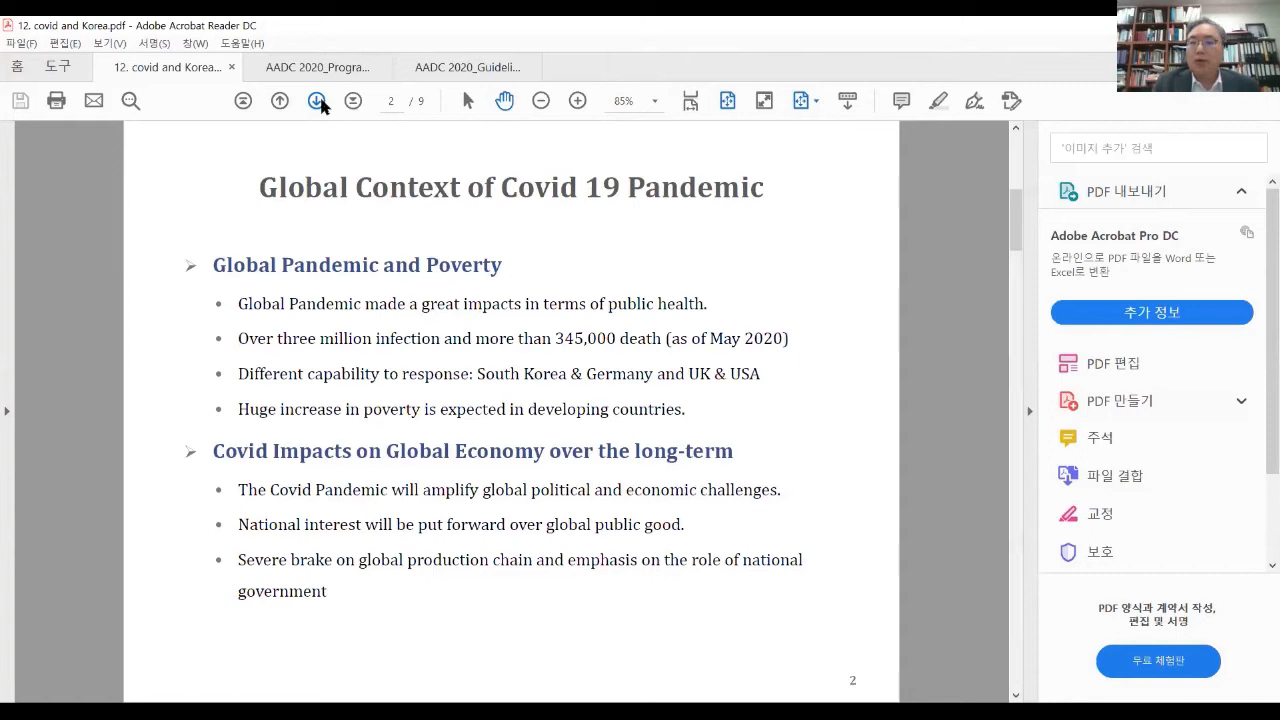 12. covid and Korea.pdf - Adobe Acrobat Reader DC
파일(F) 편집(E) 보기(V) 서명(S) 창(W) 도움말(H)
홈 도구 12. covid and Korea... × AADC 2020_Progra... AADC 2020_Guideli...
2 / 9 85%
Global Context of Covid 19 Pandemic
Global Pandemic and Poverty
Global Pandemic made a great impacts in terms of public health.
Over three million infection and more than 345,000 death (as of May 2020)
Different capability to response: South Korea & Germany and UK & USA
Huge increase in poverty is expected in developing countries.
Covid Impacts on Global Economy over the long-term
The Covid Pandemic will amplify global political and economic challenges.
National interest will be put forward over global public good.
Severe brake on global production chain and emphasis on the role of national
government
2
'이미지 추가' 검색
PDF 내보내기
Adobe Acrobat Pro DC
온라인으로 PDF 파일을 Word 또는
Excel로 변환
추가 정보
PDF 편집
PDF 만들기
주석
파일 결합
교정
보호
PDF 양식과 계약서 작성,
편집 및 서명
무료 체험판